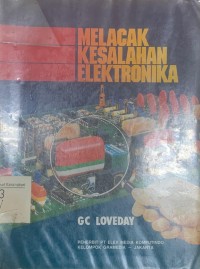 MELACAK
KESALAHAN
ELEKTRONIKA
GC LOVEDAY
PENERBIT PT ELEX MEDIA KOMPUTINDO
KELOMPOK GRAMEDIA – JAKARTA